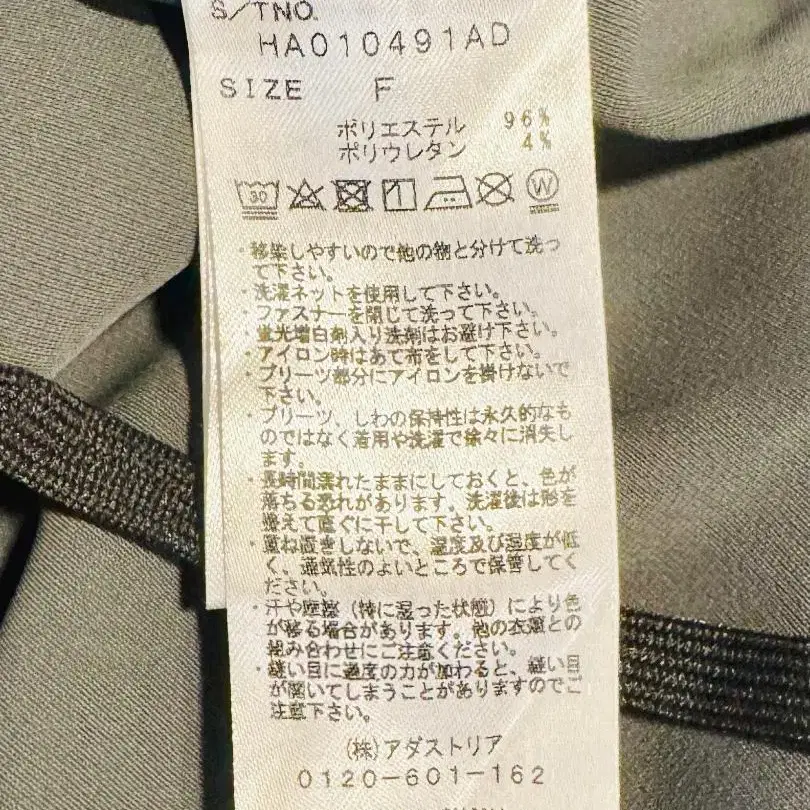 S/TNO.
HA010491AD
SIZE F
ポリエステル 96%
ポリウレタン 4%
30 W
・移染しやすいので他の物と分けて洗っ
て下さい。
・洗濯ネットを使用して下さい。
・ファスナーを閉じて洗って下さい。
・蛍光増白剤入り洗剤はお避け下さい。
・アイロン時はあて布をして下さい。
・プリーツ部分にアイロンを掛けないで
下さい。
・プリーツ、しわの保持性は永久的なも
のではなく着用や洗濯で徐々に消失し
ます。
・長時間濡れたままにしておくと、色が
落ちる恐れがあります。洗濯後は形を
整えて直ぐに干して下さい。
・重ね置きしないで、温度及び湿度が低
く、通気性のよいところで保管してく
ださい。
・汗や摩擦（特に湿った状態）により色
が移る場合があります。他の衣類との
組み合わせにご注意ください。
・縫い目に過度の力が加わると、縫い目
が開いてしまうことがありますのでご
注意下さい。
(株)アダストリア
0120-601-162